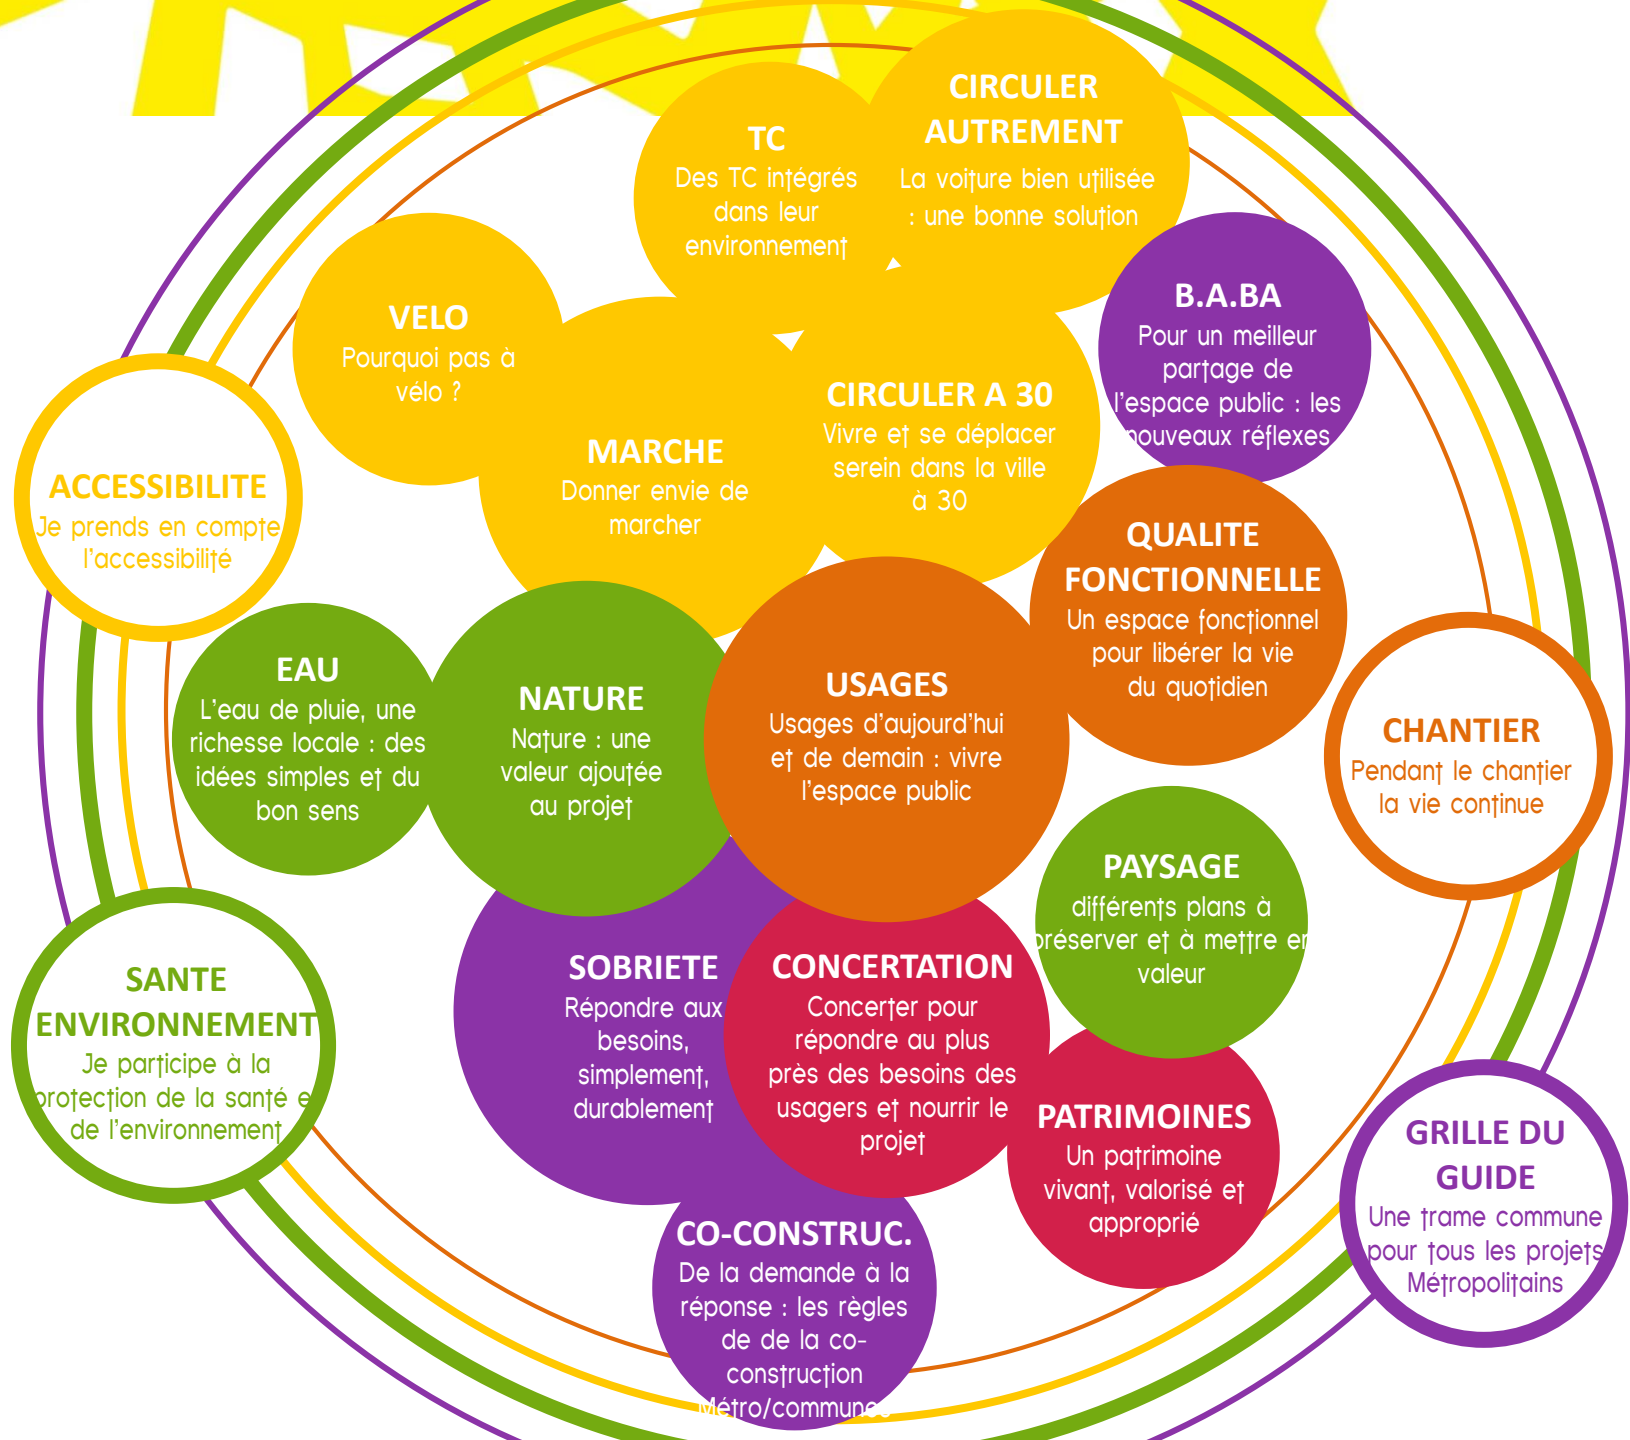 CIRCULER
AUTREMENT
La voiture bien utilisée
: une bonne solution
TC
Des TC intégrés
dans leur
environnement
B.A.BA
Pour un meilleur
partage de
l'espace public : les
nouveaux réflexes
VELO
Pourquoi pas à
vélo ?
CIRCULER A 30
Vivre et se déplacer
serein dans la ville
à 30
MARCHE
Donner envie de
marcher
ACCESSIBILITE
Je prends en compte
l'accessibilité
QUALITE
FONCTIONNELLE
Un espace fonctionnel
pour libérer la vie
du quotidien
EAU
L'eau de pluie, une
richesse locale : des
idées simples et du
bon sens
NATURE
Nature : une
valeur ajoutée
au projet
USAGES
Usages d'aujourd'hui
et de demain : vivre
l'espace public
CHANTIER
Pendant le chantier
la vie continue
PAYSAGE
différents plans à
préserver et à mettre en
valeur
SANTE
ENVIRONNEMENT
Je participe à la
protection de la santé e
de l'environnement
SOBRIETE
Répondre aux
besoins,
simplement,
durablement
CONCERTATION
Concerter pour
répondre au plus
près des besoins des
usagers et nourrir le
projet
PATRIMOINES
Un patrimoine
vivant, valorisé et
approprié
GRILLE DU
GUIDE
Une trame commune
pour tous les projets
Métropolitains
CO-CONSTRUC.
De la demande à la
réponse : les règles
de de la co-
construction
Métro/communes